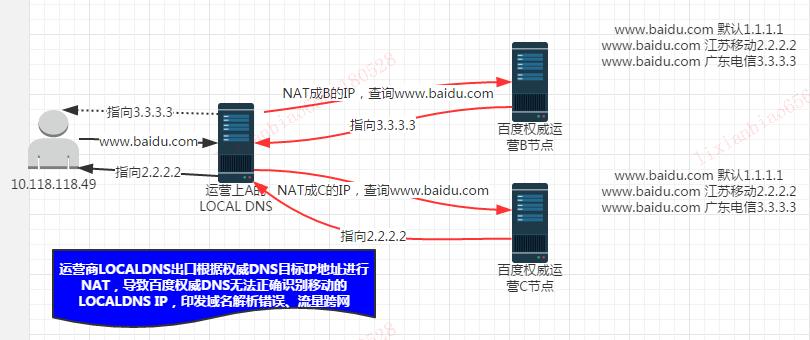 www.baidu.com 默认1.1.1.1
www.baidu.com 江苏移动2.2.2.2
www.baidu.com 广东电信3.3.3.3
NAT成B的IP，查询www.baidu.com
指向3.3.3.3
指向3.3.3.3
百度权威运
营B节点
www.baidu.com
指向2.2.2.2
10.118.118.49
运营上A的
LOCAL DNS
NAT成C的IP，查询www.baidu.com
www.baidu.com 默认1.1.1.1
www.baidu.com 江苏移动2.2.2.2
www.baidu.com 广东电信3.3.3.3
指向2.2.2.2
百度权威运
营C节点
运营商LOCALDNS出口根据权威DNS目标IP地址进行
NAT，导致百度权威DNS无法正确识别移动的
LOCALDNS IP，印发域名解析错误、流量跨网